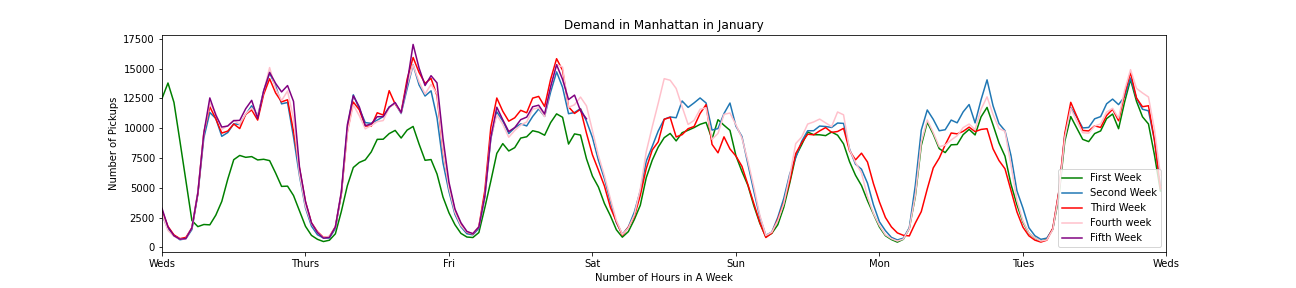 Demand in Manhattan in January
Number of Pickups
17500
15000
12500
10000
7500
5000
2500
0
First Week
Second Week
Third Week
Fourth week
Fifth Week
Weds Thurs Fri Sat Sun Mon Tues Weds
Number of Hours in A Week